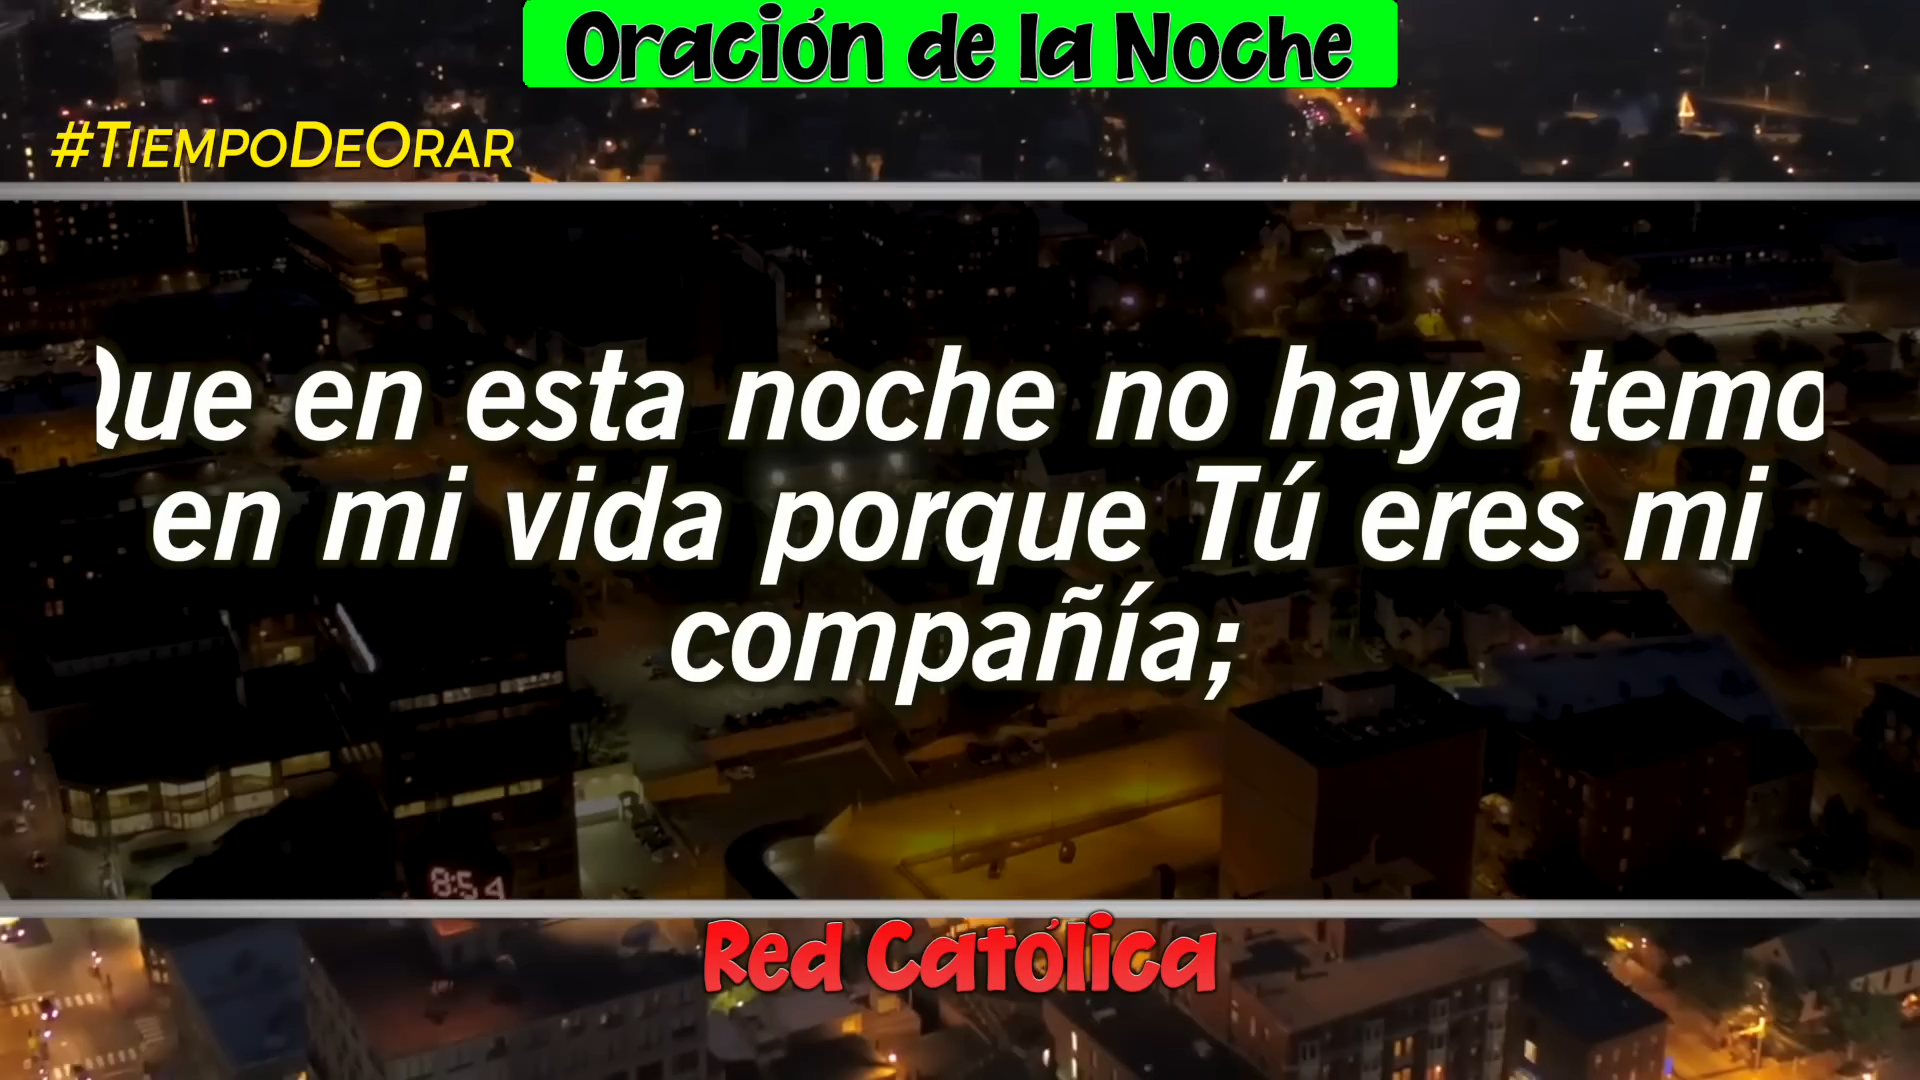 Oración de la Noche
#TiempoDeOrar
Que en esta noche no haya temo
en mi vida porque Tú eres mi
compañía;
8:54
Red Católica